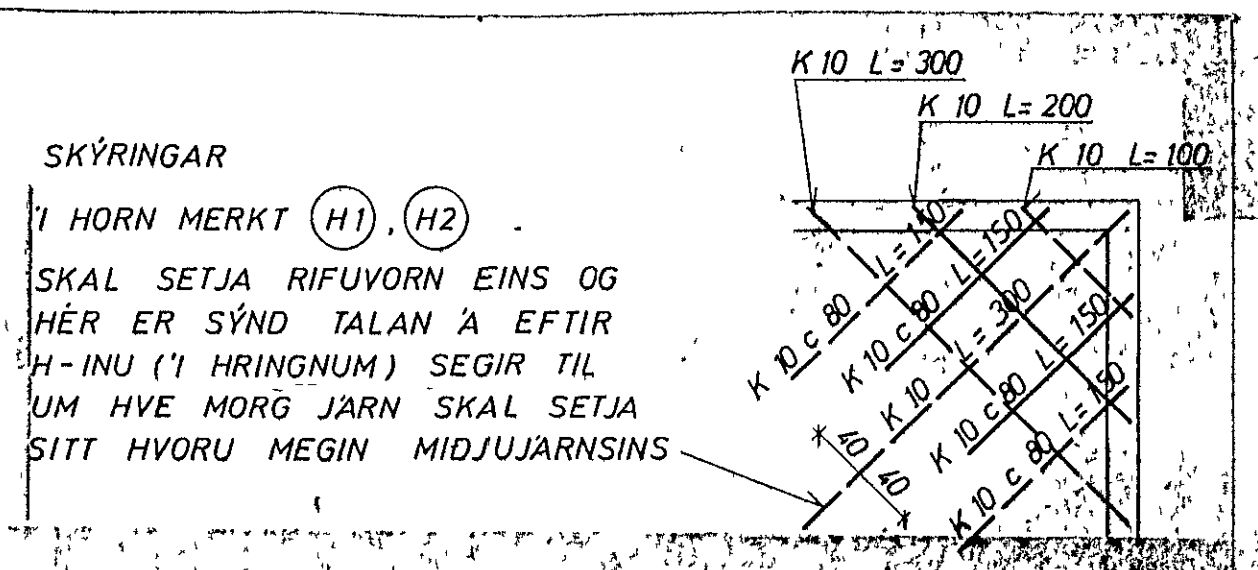 K 10 L = 300
K 10 L = 200
K 10 L = 100
SKÝRINGAR
Í HORN MERKT (H1), (H2) .
SKAL SETJA RIFUVORN EINS OG
HÉR ER SÝND TALAN Á EFTIR
H-INU (Í HRINGNUM) SEGIR TIL
UM HVE MORG JÁRN SKAL SETJA
SITT HVORU MEGIN MIÐJUJÁRNSINS
K 10 c 80 L = 110
K 10 c 80 L = 150
K 10 L = 300
K 10 c 80 L = 150
K 10 c 80 L = 150
40
40